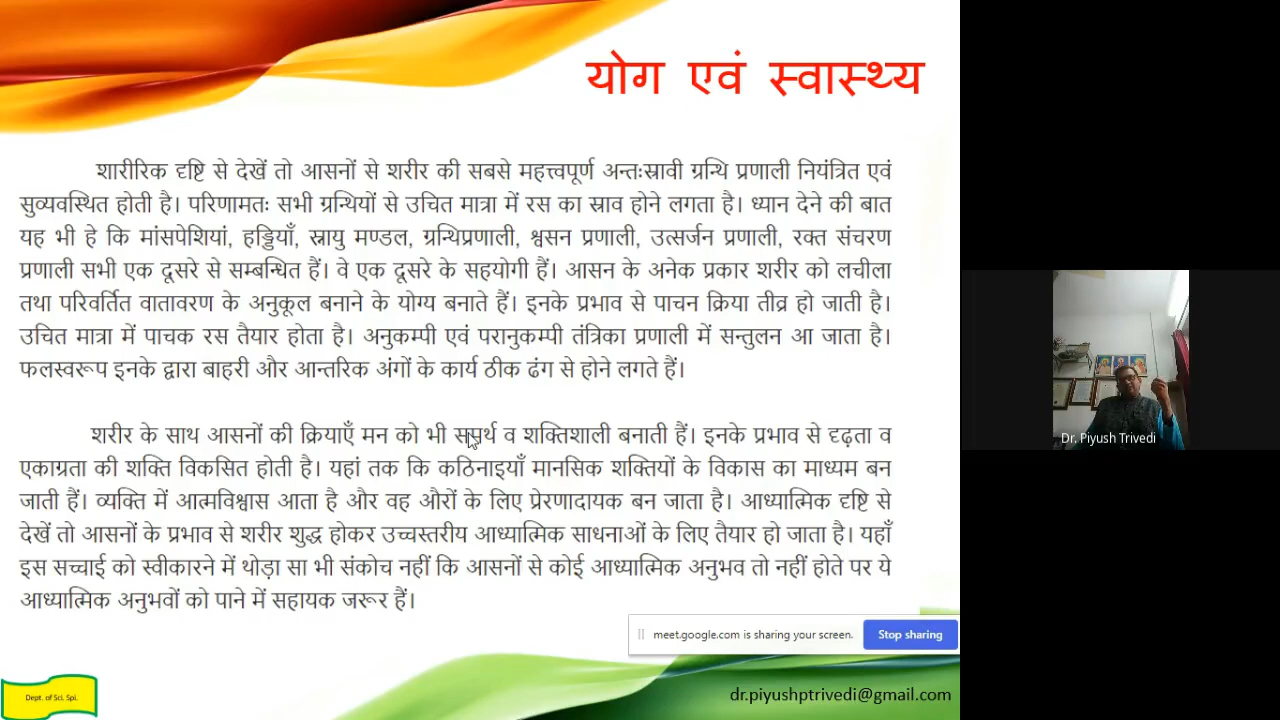 योग एवं स्वास्थ्य
शारीरिक दृष्टि से देखें तो आसनों से शरीर की सबसे महत्त्वपूर्ण अन्तःस्रावी ग्रन्थि प्रणाली नियंत्रित एवं
सुव्यवस्थित होती है। परिणामतः सभी ग्रन्थियों से उचित मात्रा में रस का स्राव होने लगता है। ध्यान देने की बात
यह भी हे कि मांसपेशियां, हड्डियाँ, स्नायु मण्डल, ग्रन्थिप्रणाली, श्वसन प्रणाली, उत्सर्जन प्रणाली, रक्त संचरण
प्रणाली सभी एक दूसरे से सम्बन्धित हैं। वे एक दूसरे के सहयोगी हैं। आसन के अनेक प्रकार शरीर को लचीला
तथा परिवर्तित वातावरण के अनुकूल बनाने के योग्य बनाते हैं। इनके प्रभाव से पाचन क्रिया तीव्र हो जाती है।
उचित मात्रा में पाचक रस तैयार होता है। अनुकम्पी एवं परानुकम्पी तंत्रिका प्रणाली में सन्तुलन आ जाता है।
फलस्वरूप इनके द्वारा बाहरी और आन्तरिक अंगों के कार्य ठीक ढंग से होने लगते हैं।
शरीर के साथ आसनों की क्रियाएँ मन को भी समर्थ व शक्तिशाली बनाती हैं। इनके प्रभाव से दृढ़ता व
एकाग्रता की शक्ति विकसित होती है। यहां तक कि कठिनाइयाँ मानसिक शक्तियों के विकास का माध्यम बन
जाती हैं। व्यक्ति में आत्मविश्वास आता है और वह औरों के लिए प्रेरणादायक बन जाता है। आध्यात्मिक दृष्टि से
देखें तो आसनों के प्रभाव से शरीर शुद्ध होकर उच्चस्तरीय आध्यात्मिक साधनाओं के लिए तैयार हो जाता है। यहाँ
इस सच्चाई को स्वीकारने में थोड़ा सा भी संकोच नहीं कि आसनों से कोई आध्यात्मिक अनुभव तो नहीं होते पर ये
आध्यात्मिक अनुभवों को पाने में सहायक जरूर हैं।
meet.google.com is sharing your screen.
Stop sharing
Dept. of Sci. Spi.
dr.piyushptrivedi@gmail.com
Dr. Piyush Trivedi